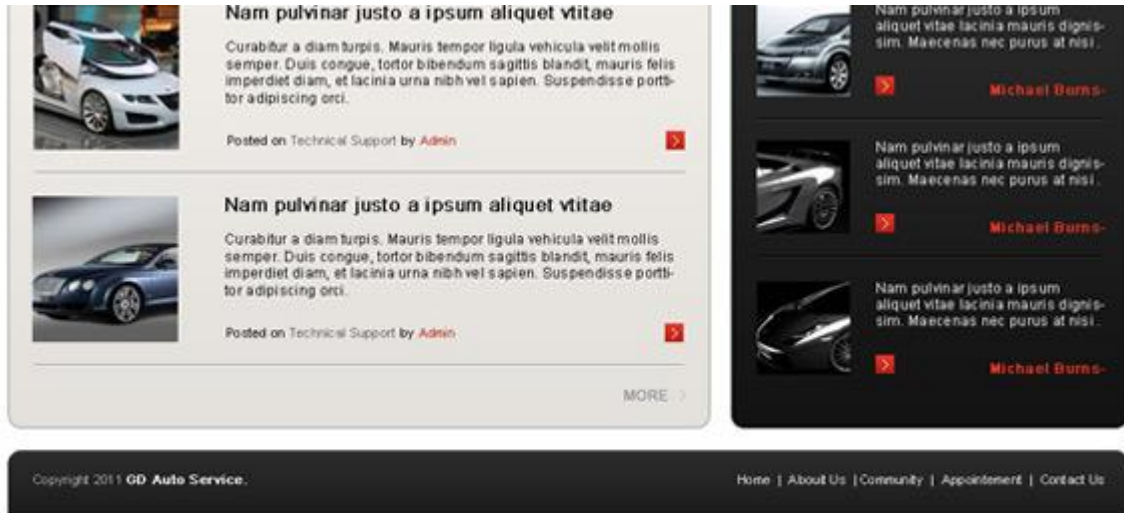 Nam pulvinar justo a ipsum aliquet vtitae
Curabitur a diam turpis. Mauris tempor ligula vehicula velit mollis
semper. Duis congue, tortor bibendum sagittis blandit, mauris felis
imperdiet diam, et lacinia urna nibh vel sapien. Suspendisse portti-
tor adipiscing orci.
Posted on Technical Support by Admin
Nam pulvinar justo a ipsum aliquet vtitae
Curabitur a diam turpis. Mauris tempor ligula vehicula velit mollis
semper. Duis congue, tortor bibendum sagittis blandit, mauris felis
imperdiet diam, et lacinia urna nibh vel sapien. Suspendisse portti-
tor adipiscing orci.
Posted on Technical Support by Admin
MORE
Nam pulvinar justo a ipsum
aliquet vitae lacinia mauris dignis-
sim. Maecenas nec purus at nisi.
Michael Burns-
Nam pulvinar justo a ipsum
aliquet vitae lacinia mauris dignis-
sim. Maecenas nec purus at nisi.
Michael Burns-
Nam pulvinar justo a ipsum
aliquet vitae lacinia mauris dignis-
sim. Maecenas nec purus at nisi.
Michael Burns-
Copyright 2011 GD Auto Service.
Home | About Us | Community | Appointement | Contact Us